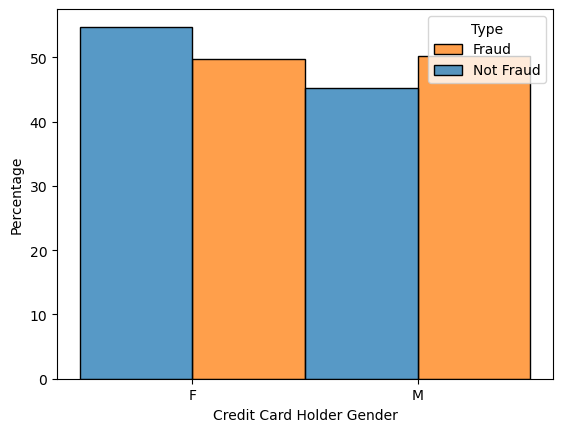 Type
Fraud
Not Fraud
50
40
30
20
10
0
Percentage
F M
Credit Card Holder Gender